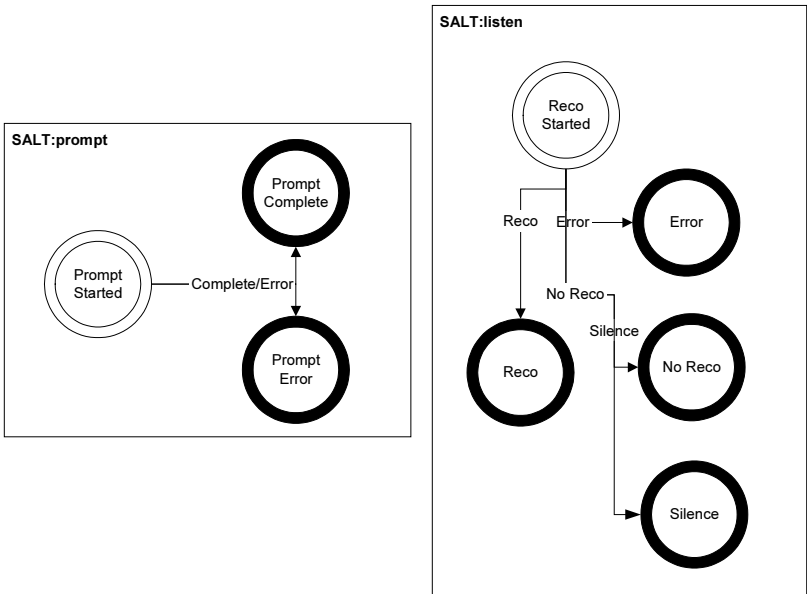 SALT:prompt
Prompt
Complete
Prompt
Started
Complete/Error
Prompt
Error
SALT:listen
Reco
Started
Reco
Error
Error
No Reco
Silence
Reco
No Reco
Silence